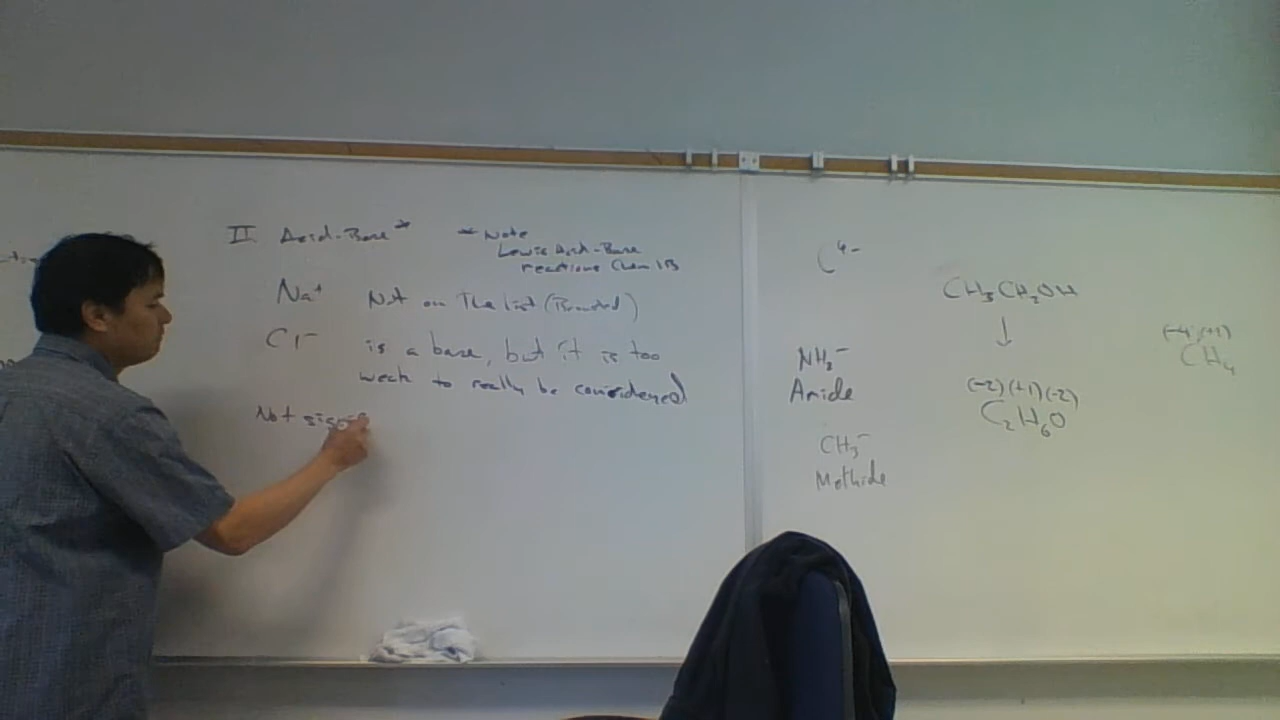 II Acid-Base*
*Note
Lewis Acid-Base
reactions Chem 1B
Na⁺ Not on The list (Bronsted)
Cl⁻ is a base, but it is too
weak to really be considered
Not
C⁴⁻
NH₂⁻
Amide
CH₃⁻
Methide
CH₃CH₂OH
↓
(-2)(+1)(-2)
C₂H₆O
(-4,+1)
CH₄